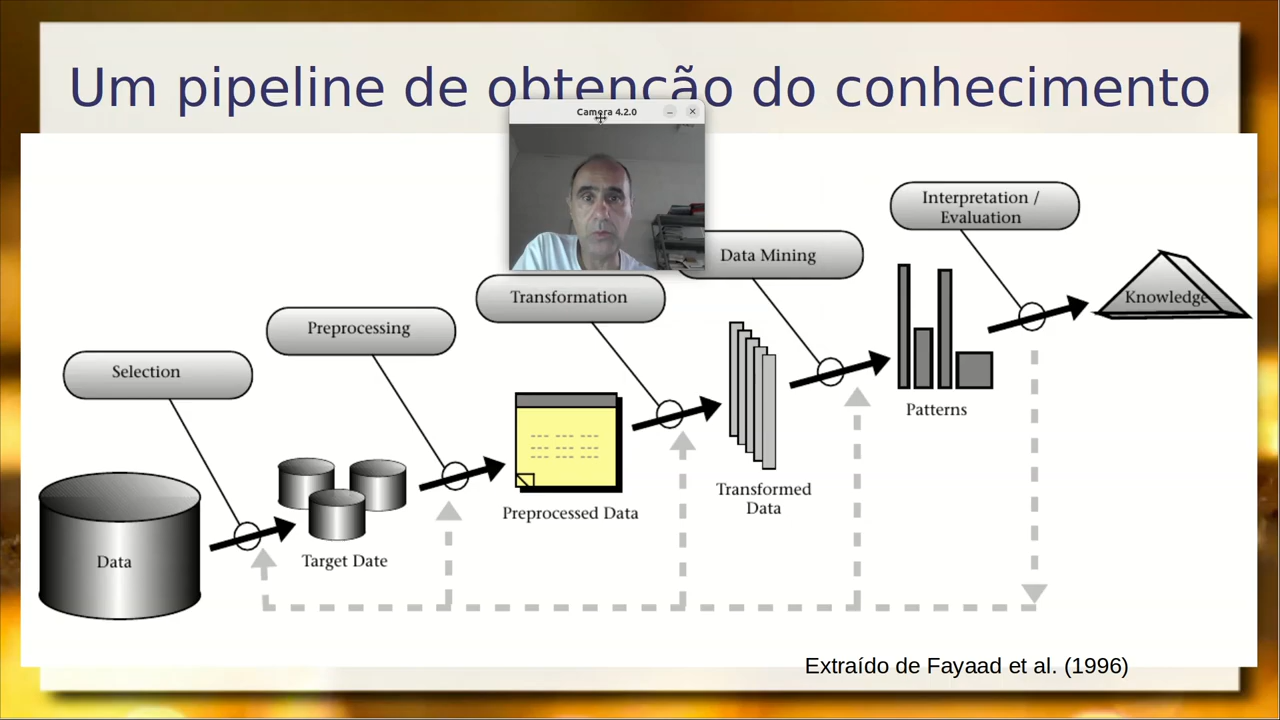 Um pipeline de obtenção do conhecimento
Camera 4.2.0
Interpretation /
Evaluation
Data Mining
Transformation
Knowledge
Preprocessing
Selection
Patterns
Transformed
Data
Preprocessed Data
Target Date
Data
Extraído de Fayaad et al. (1996)